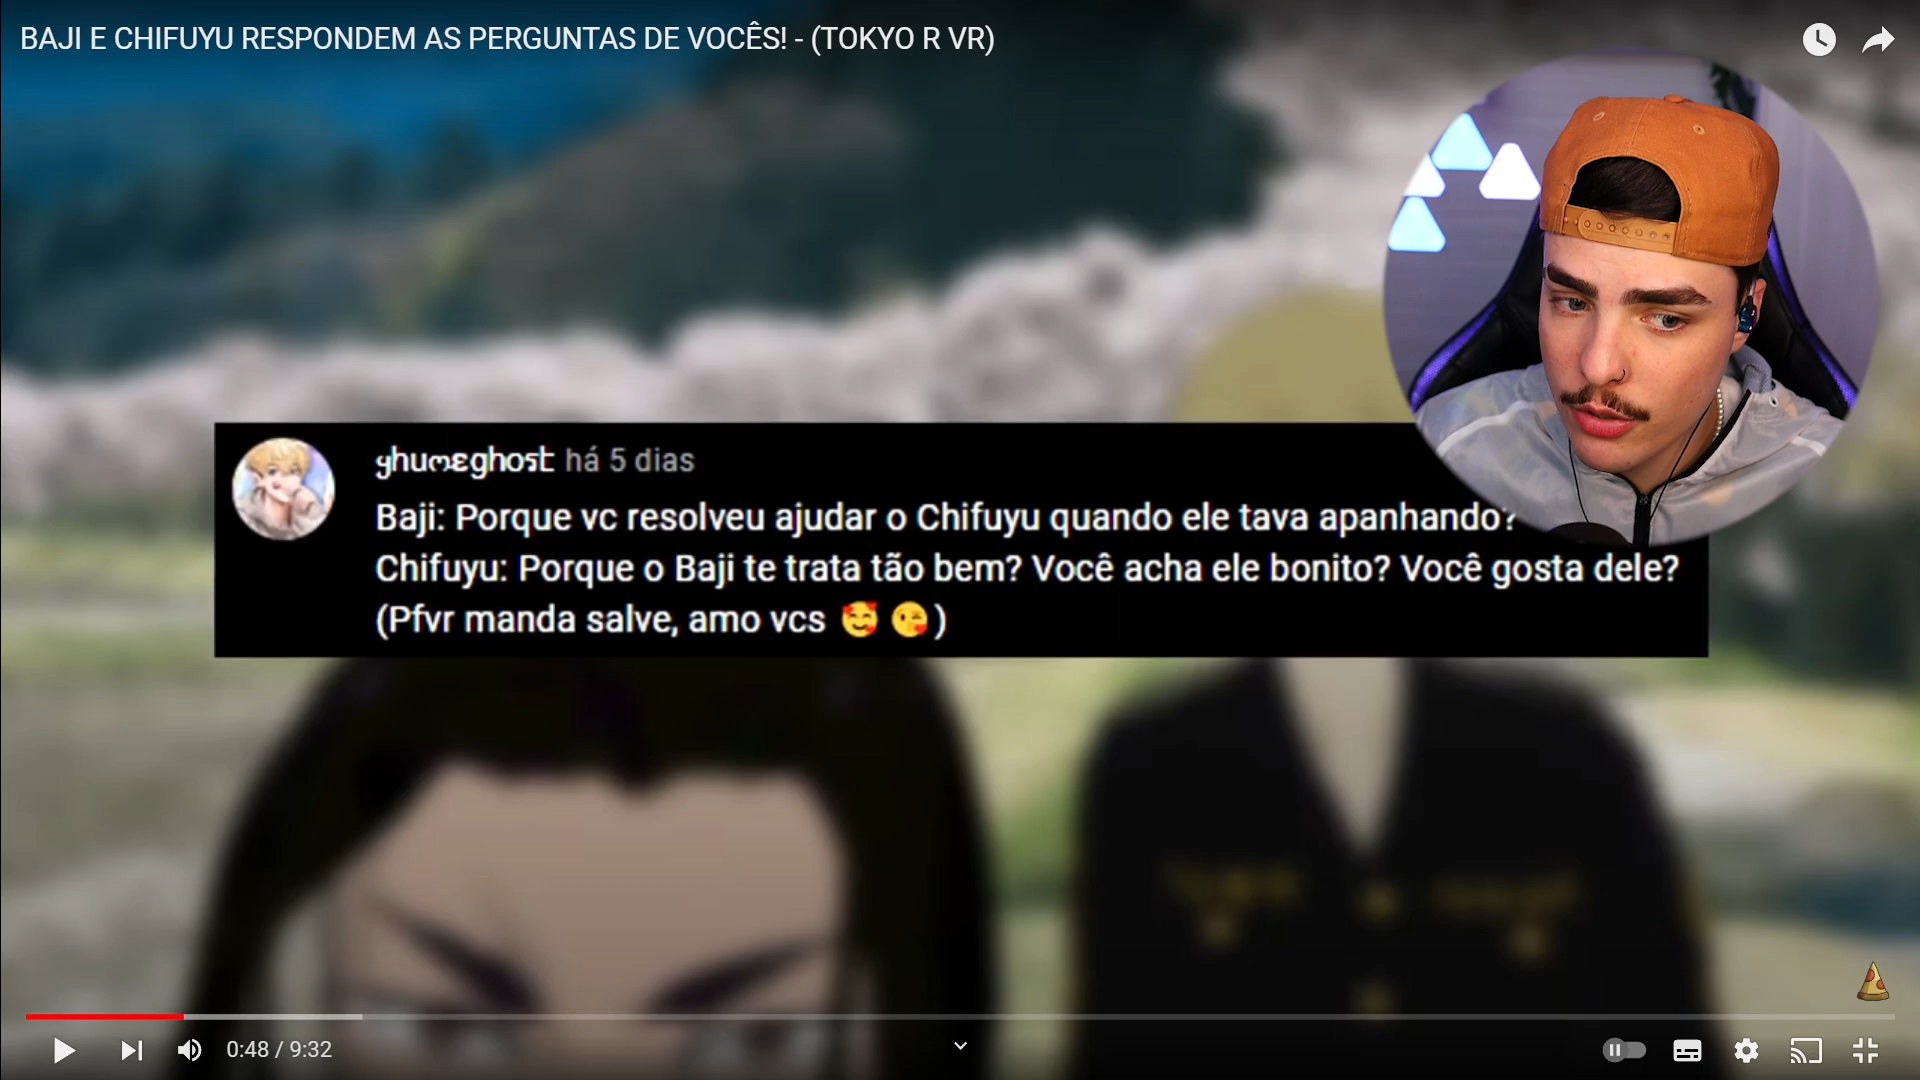 BAJI E CHIFUYU RESPONDEM AS PERGUNTAS DE VOCÊS! - (TOKYO R VR)
yhumeghost há 5 dias
Baji: Porque vc resolveu ajudar o Chifuyu quando ele tava apanhando?
Chifuyu: Porque o Baji te trata tão bem? Você acha ele bonito? Você gosta dele?
(Pfvr manda salve, amo vcs 🥰 😘)
0:48 / 9:32